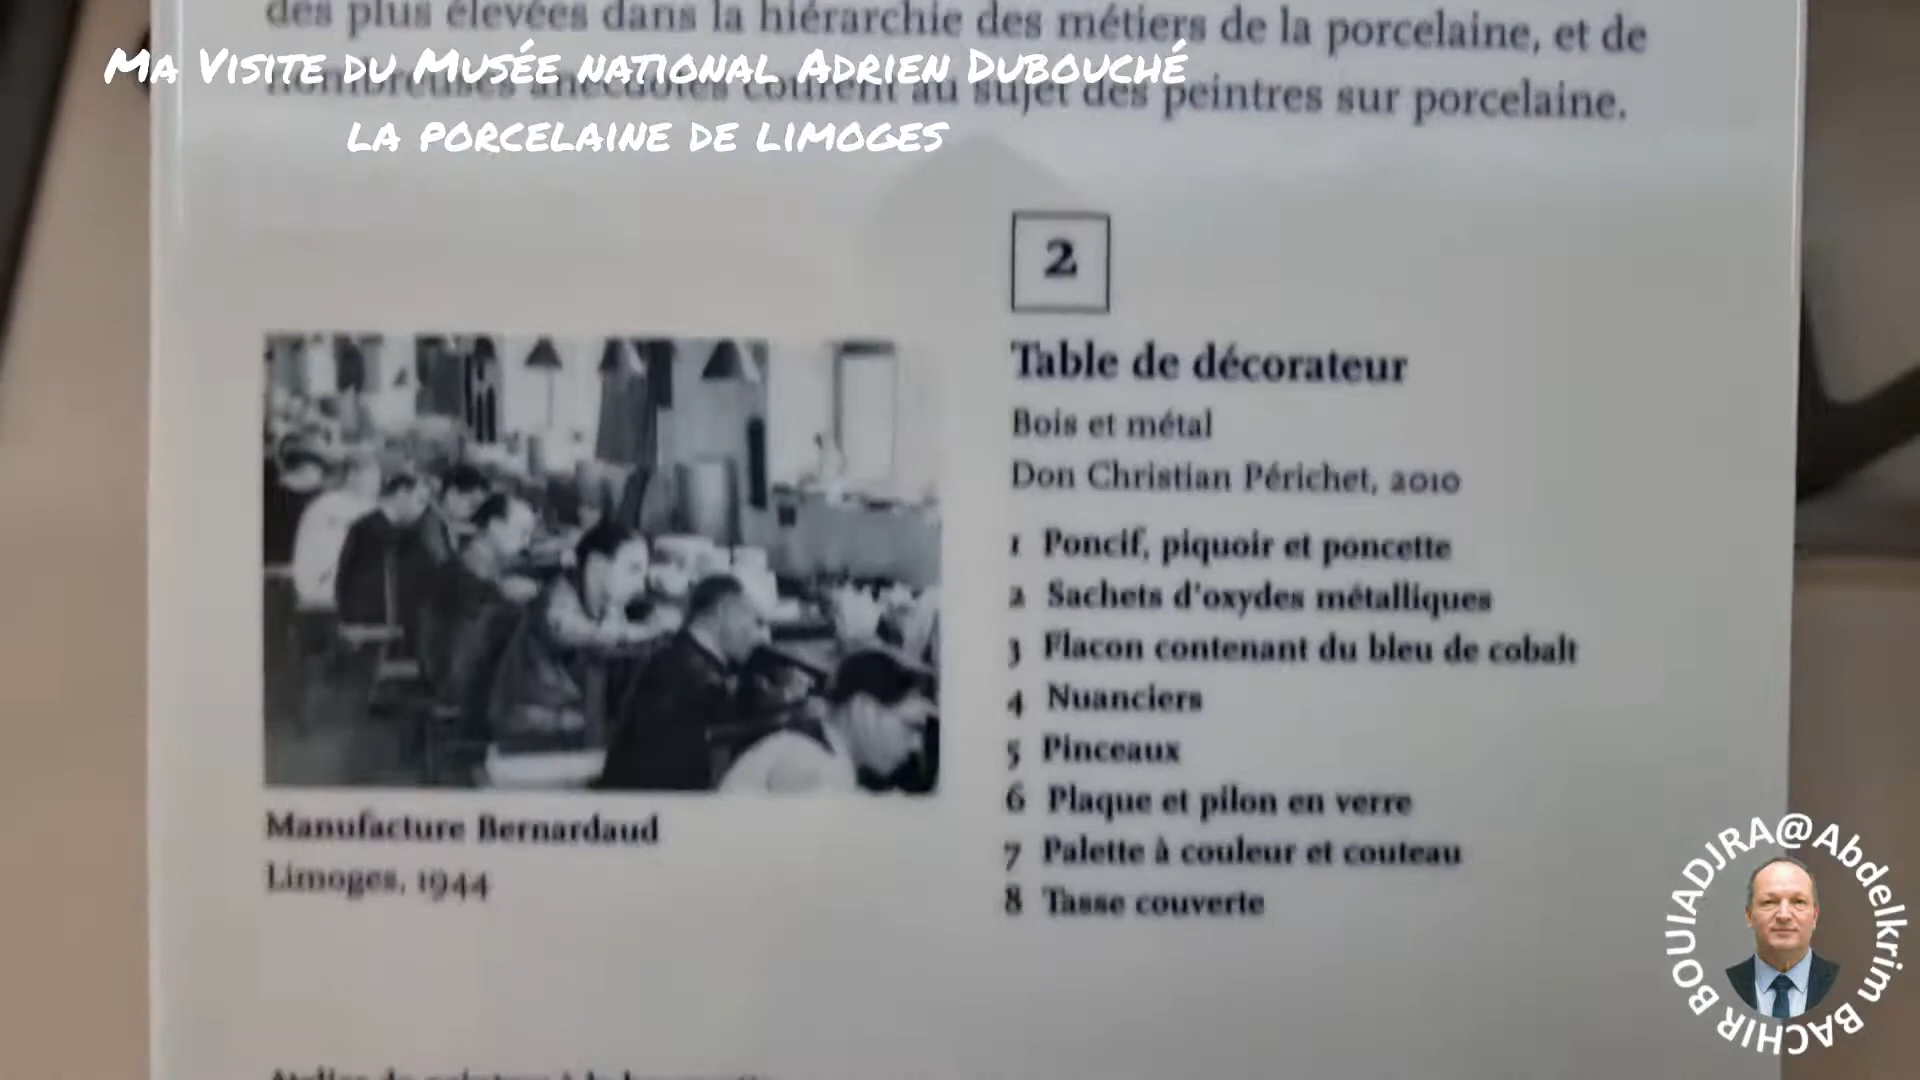 des plus élevées dans la hiérarchie des métiers de la porcelaine, et de
nombreuses anecdotes courent au sujet des peintres sur porcelaine.
Ma Visite du Musée national Adrien Dubouché
la porcelaine de limoges
2
Table de décorateur
Bois et métal
Don Christian Périchet, 2010
1 Poncif, piquoir et poncette
2 Sachets d'oxydes métalliques
3 Flacon contenant du bleu de cobalt
4 Nuanciers
5 Pinceaux
6 Plaque et pilon en verre
7 Palette à couleur et couteau
8 Tasse couverte
Manufacture Bernardaud
Limoges, 1944
BACHIR BOUIADJRA@Abdelkrim